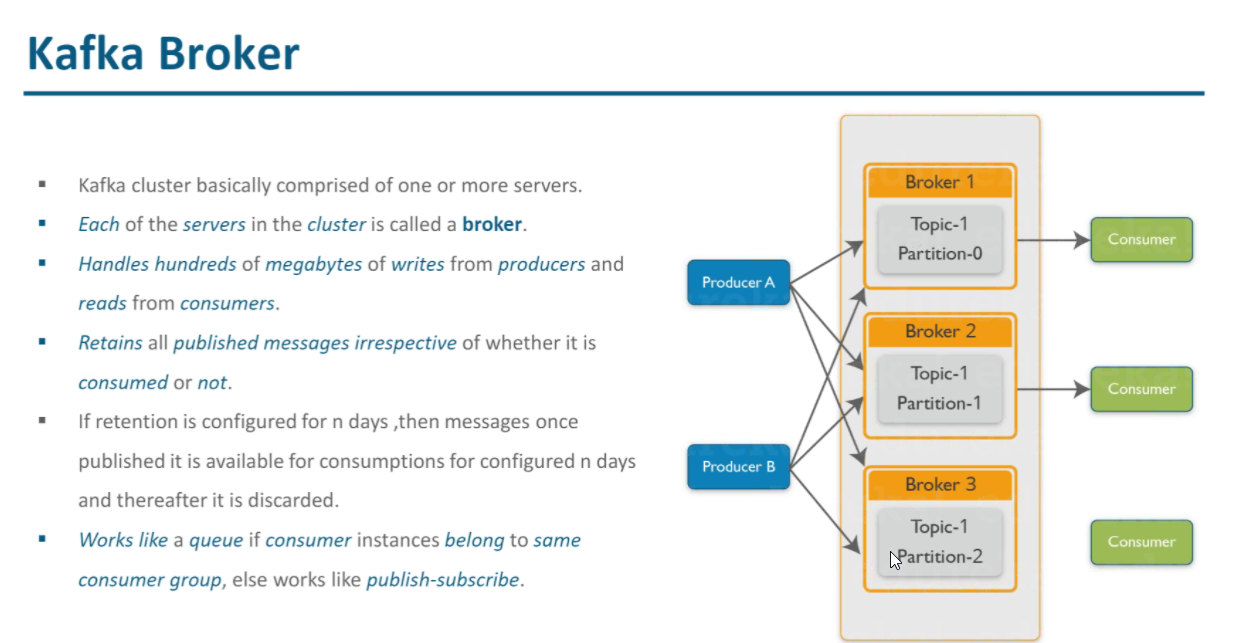 Kafka Broker
Kafka cluster basically comprised of one or more servers.
Each of the servers in the cluster is called a broker.
Handles hundreds of megabytes of writes from producers and
reads from consumers.
Retains all published messages irrespective of whether it is
consumed or not.
If retention is configured for n days ,then messages once
published it is available for consumptions for configured n days
and thereafter it is discarded.
Works like a queue if consumer instances belong to same
consumer group, else works like publish-subscribe.
Producer A
Producer B
Broker 1
Topic-1
Partition-0
Broker 2
Topic-1
Partition-1
Broker 3
Topic-1
Partition-2
Consumer
Consumer
Consumer